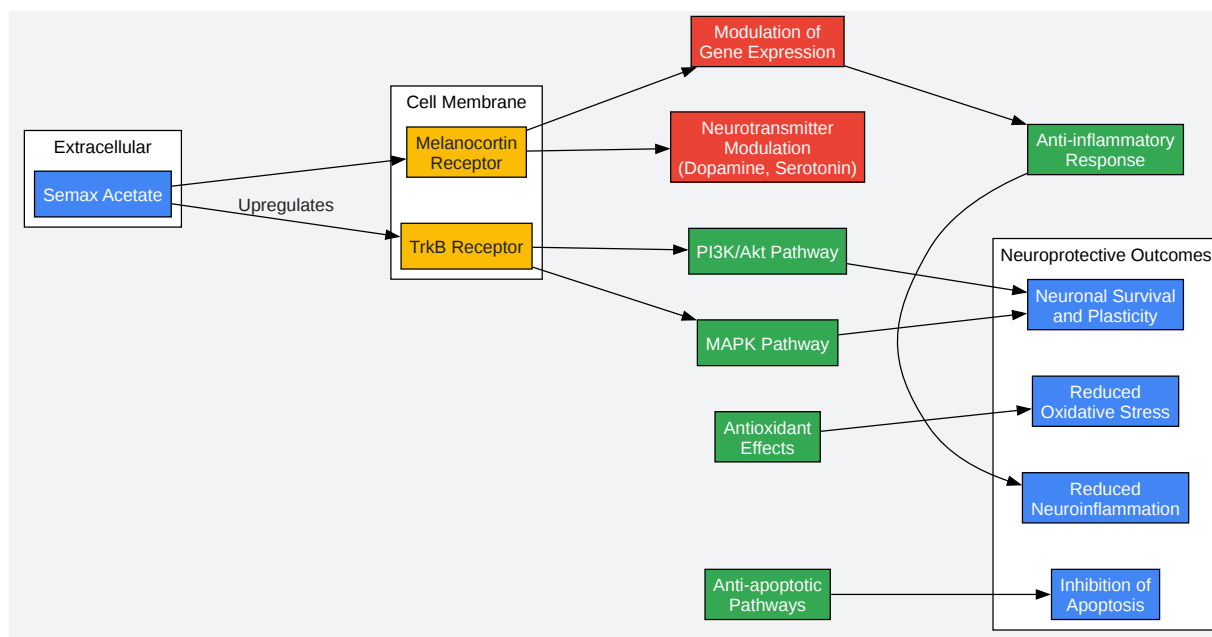 Extracellular
Semax Acetate
Upregulates
Cell Membrane
Melanocortin
Receptor
TrkB Receptor
Modulation of
Gene Expression
Neurotransmitter
Modulation
(Dopamine, Serotonin)
PI3K/Akt Pathway
MAPK Pathway
Antioxidant
Effects
Anti-apoptotic
Pathways
Anti-inflammatory
Response
Neuroprotective Outcomes
Neuronal Survival
and Plasticity
Reduced
Oxidative Stress
Reduced
Neuroinflammation
Inhibition of
Apoptosis